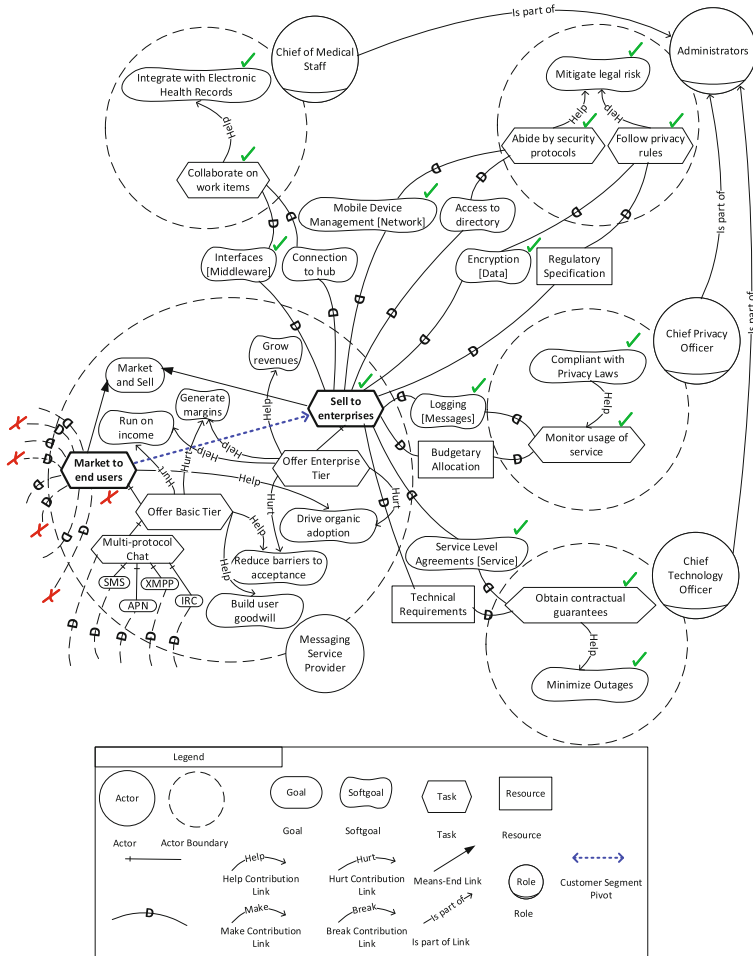 Is part of
Chief of Medical
Staff
Administrators
Integrate with Electronic
Health Records
Mitigate legal risk
Help
Help
Help
Abide by security
protocols
Follow privacy
rules
Collaborate on
work items
D
D
D
D
D
D
Mobile Device
Management [Network]
Access to
directory
Is part of
Interfaces
[Middleware]
Connection
to hub
Encryption
[Data]
Regulatory
Specification
Is part of
D
D
D
D
D
D
Grow
revenues
Chief Privacy
Officer
Market
and Sell
Compliant with
Privacy Laws
Help
Generate
margins
Sell to
enterprises
D
Logging
[Messages]
D
Run on
income
Help
Monitor usage of
service
D
Budgetary
Allocation
D
X
X
X
X
X
D
D
D
D
D
D
D
Market to
end users
Help
Help
Hurt
Hurt
Help
Offer Enterprise
Tier
Hurt
Hurt
D
D
Offer Basic Tier
Drive organic
adoption
Help
Help
Multi-protocol
Chat
Reduce barriers to
acceptance
Service Level
Agreements [Service]
Chief
Technology
Officer
SMS
XMPP
APN
IRC
Build user
goodwill
Technical
Requirements
D
D
Obtain contractual
guarantees
D
D
D
D
D
Messaging
Service
Provider
Help
Minimize Outages
Legend
Actor
Goal
Softgoal
Task
Resource
Actor
Actor Boundary
Goal
Softgoal
Task
Resource
Help
Help Contribution
Link
Hurt
Hurt Contribution
Link
Means-End Link
Role
Role
Customer Segment
Pivot
D
Make
Make Contribution
Link
Break
Break Contribution
Link
Is part of
Is part of Link